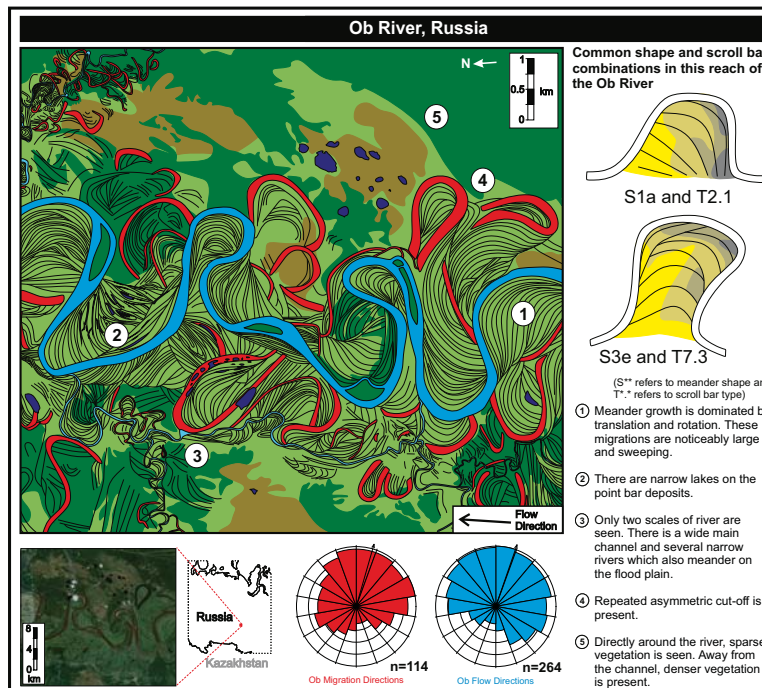 Ob River, Russia
N
1
0.5
km
0
5
4
1
2
3
Flow
Direction
Common shape and scroll ba
combinations in this reach of
the Ob River
S1a and T2.1
S3e and T7.3
(S** refers to meander shape an
T*.* refers to scroll bar type)
1 Meander growth is dominated b
translation and rotation. These
migrations are noticeably large
and sweeping.
2 There are narrow lakes on the
point bar deposits.
3 Only two scales of river are
seen. There is a wide main
channel and several narrow
rivers which also meander on
the flood plain.
4 Repeated asymmetric cut-off is
present.
5 Directly around the river, sparse
vegetation is seen. Away from
the channel, denser vegetation
is present.
8
4
0
km
Russia
Kazakhstan
n=114
Ob Migration Directions
n=264
Ob Flow Directions